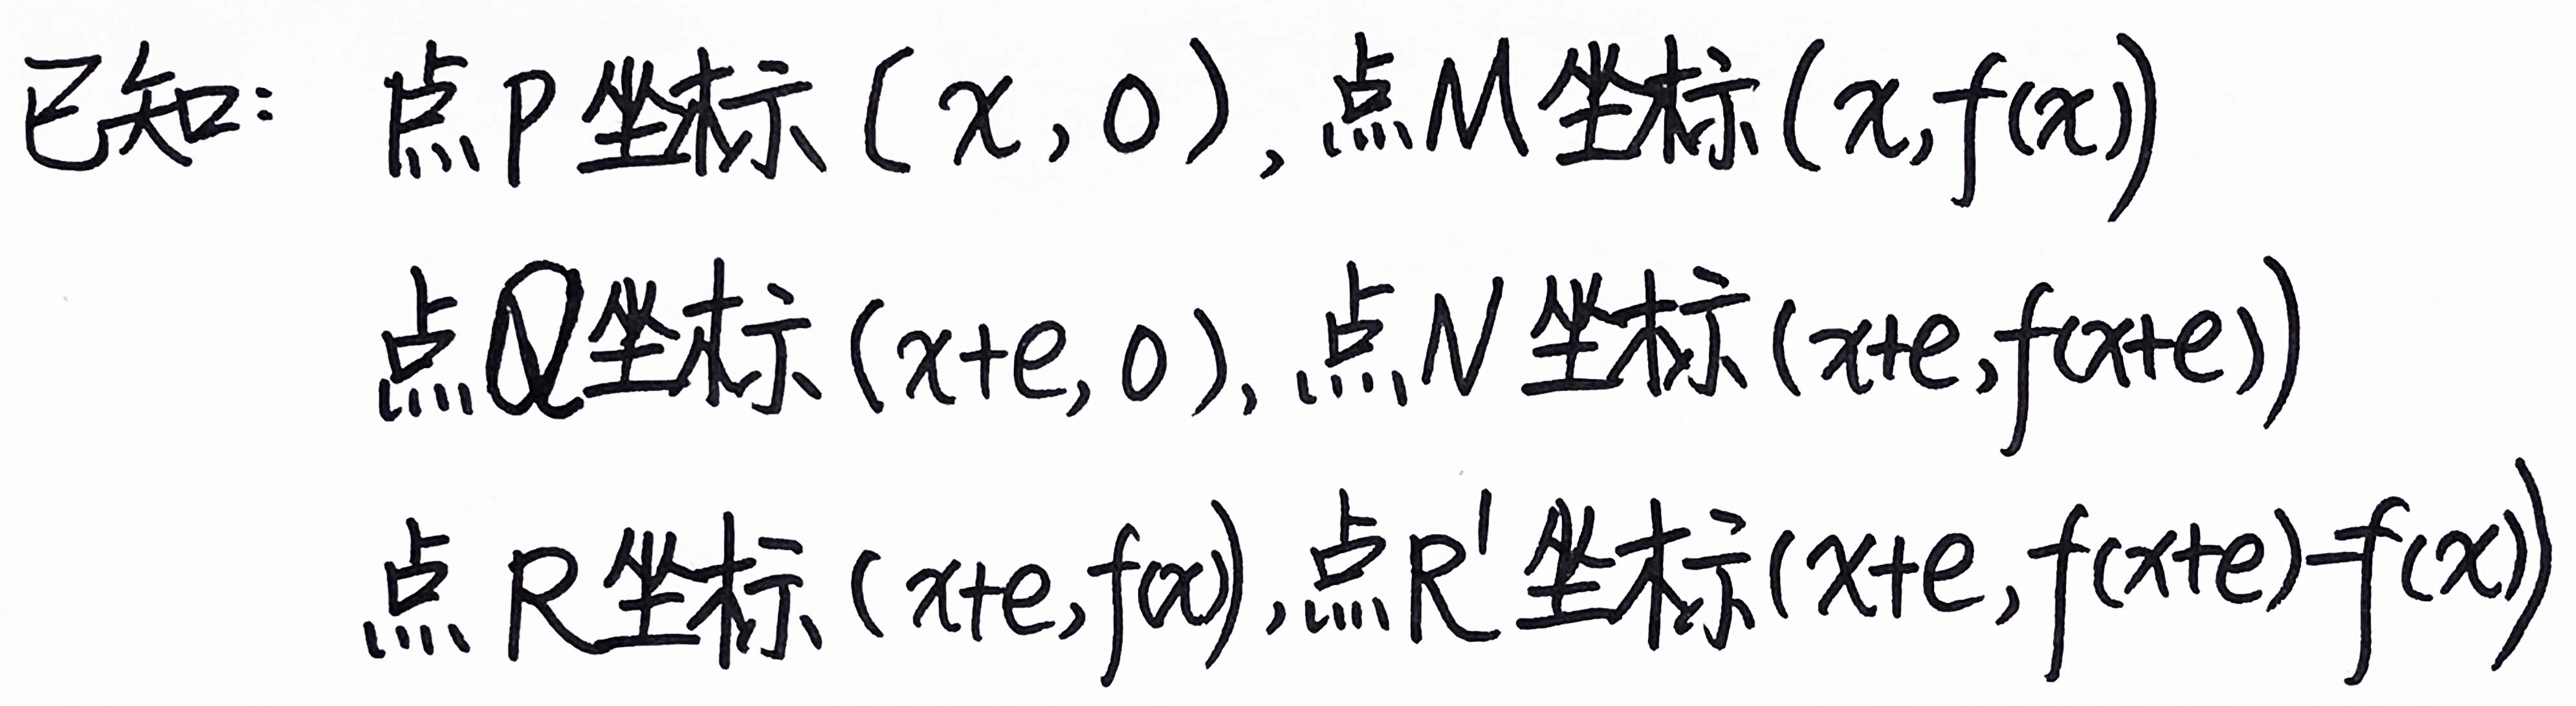 已知: 点P坐标(x,0),点M坐标(x,f(x))
点Q坐标(x+e,0),点N坐标(x+e,f(x+e))
点R坐标(x+e,f(x)),点R'坐标(x+e,f(x+e)-f(x))